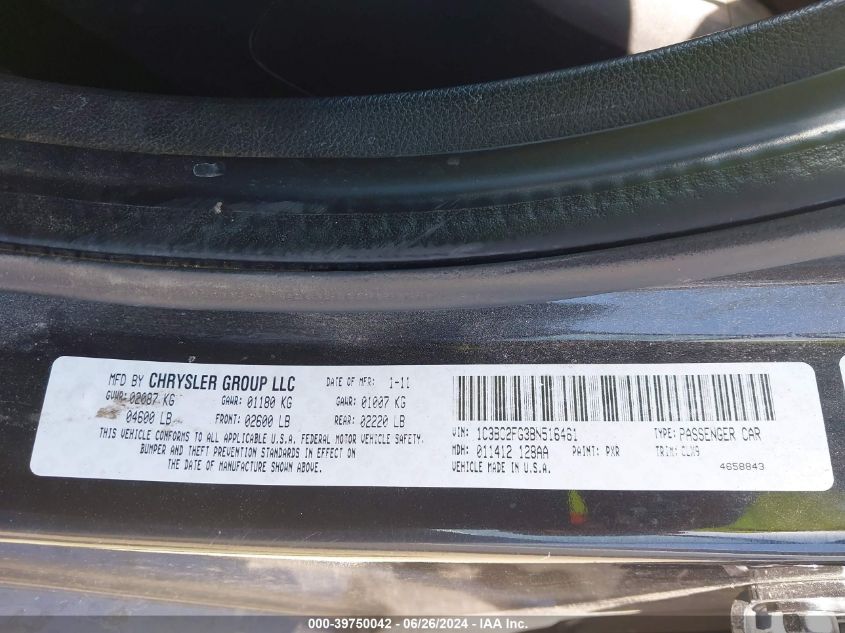 MFD BY CHRYSLER GROUP LLC DATE OF MFR: 1-11
GVWR: 02087 KG GAWR: 01180 KG GAWR: 01007 KG
04600 LB FRONT: 02600 LB REAR: 02220 LB
THIS VEHICLE CONFORMS TO ALL APPLICABLE U.S.A. FEDERAL MOTOR VEHICLE SAFETY,
BUMPER AND THEFT PREVENTION STANDARDS IN EFFECT ON
THE DATE OF MANUFACTURE SHOWN ABOVE.
VIN: 1C3BC2FG3BN516461 TYPE: PASSENGER CAR
MDH: 011412 128AA PAINT: PXR TRIM: CLX9
VEHICLE MADE IN U.S.A. 4658843
000-39750042 - 06/26/2024 - © IAA, Inc.